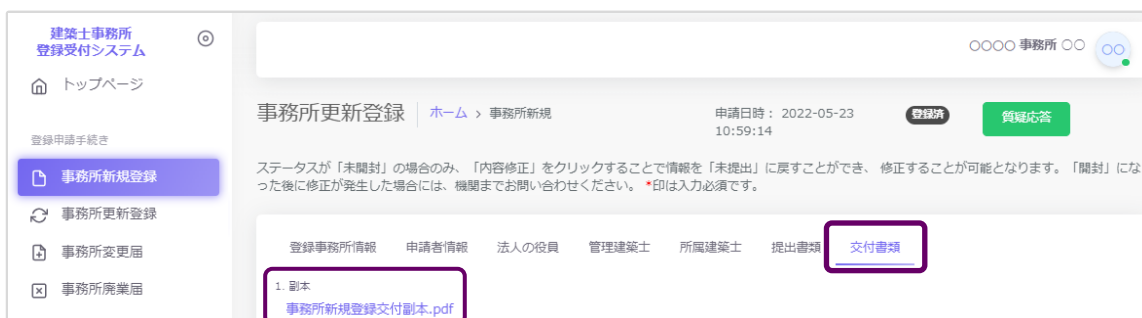 建築士事務所
登録受付システム
トップページ
登録申請手続き
事務所新規登録
事務所更新登録
事務所変更届
事務所廃業届
○○○○ 事務所 ○○
○○
事務所更新登録 ホーム > 事務所新規
申請日時： 2022-05-23
10:59:14
登録済
質疑応答
ステータスが「未開封」の場合のみ、「内容修正」をクリックすることで情報を「未提出」に戻すことができ、 修正することが可能となります。「開封」にな
った後に修正が発生した場合には、機関までお問い合わせください。 *印は入力必須です。
登録事務所情報 申請者情報 法人の役員 管理建築士 所属建築士 提出書類 交付書類
1. 副本
事務所新規登録交付副本.pdf